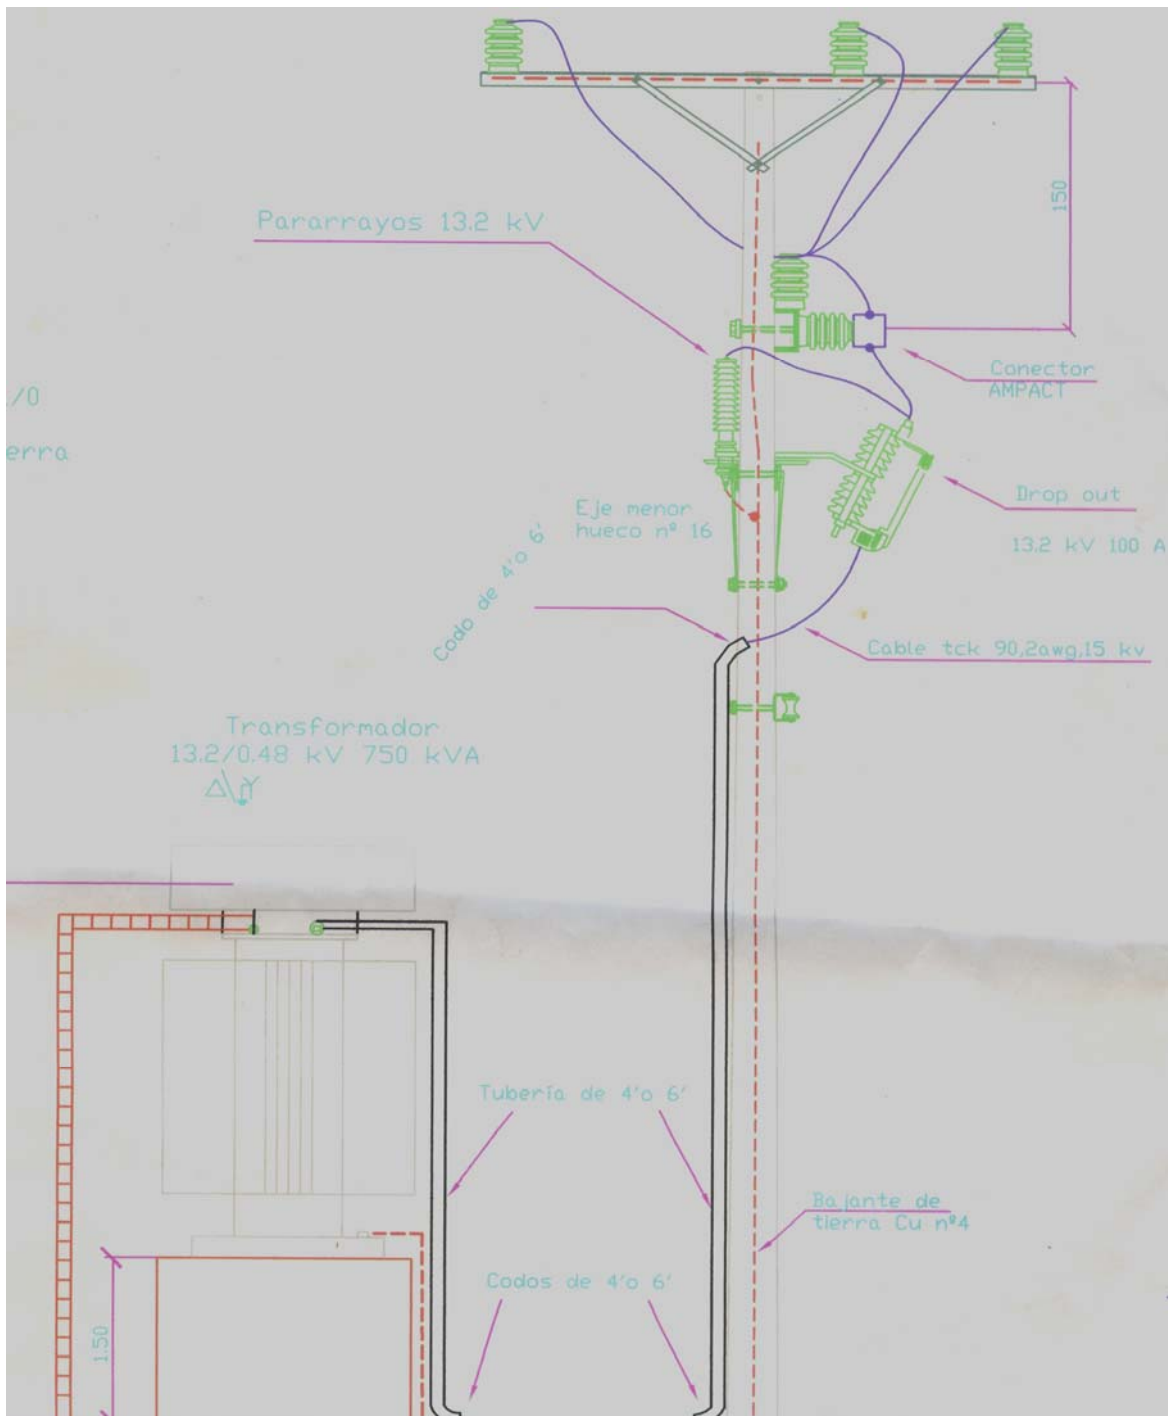 Pararrayos 13.2 kV
150
Conector
AMPACT
/0
erra
Drop out
13.2 kV 100 A
Eje menor
hueco nº 16
Codo de 4'o 6'
Cable tck 90,2awg,15 kv
Transformador
13.2/0.48 kV 750 kVA
Δ Y
Tubería de 4'o 6'
Bajante de
tierra Cu nº4
Codos de 4'o 6'
1.50